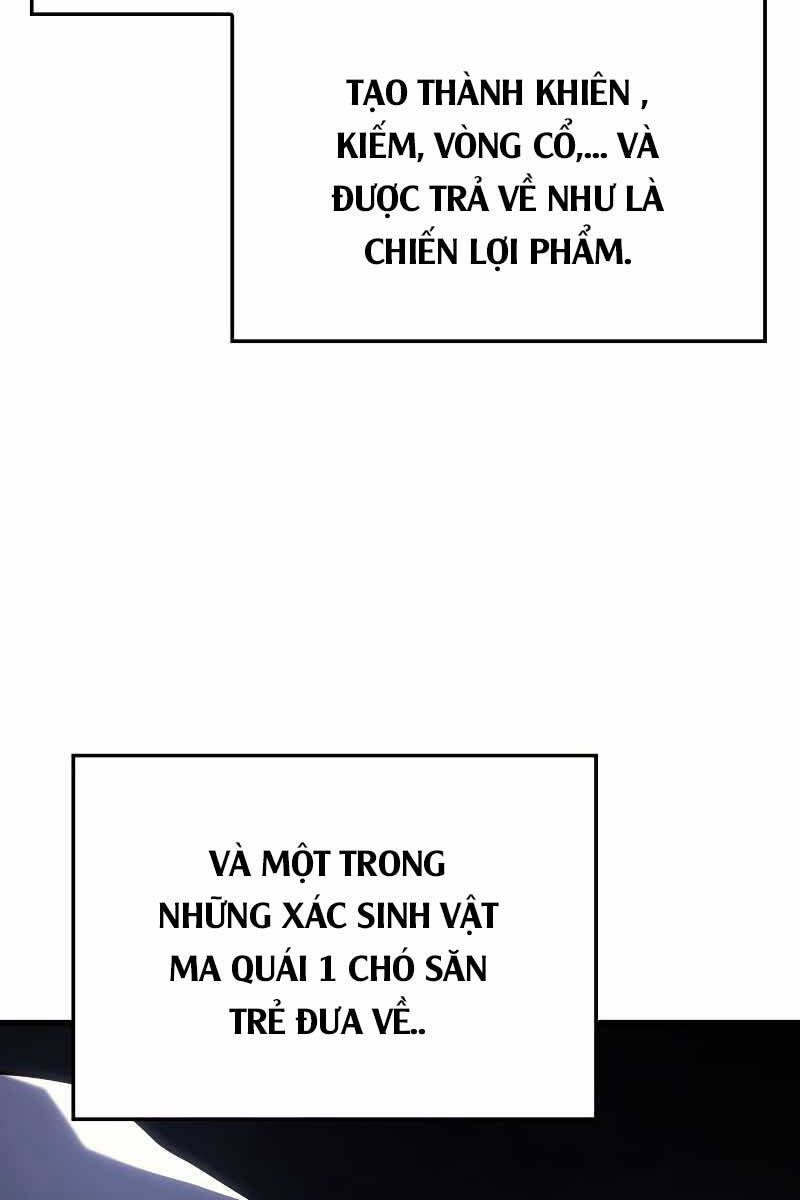 TẠO THÀNH KHIÊN ,
KIẾM, VÒNG CỔ,... VÀ
ĐƯỢC TRẢ VỀ NHƯ LÀ
CHIẾN LỢI PHẨM.
VÀ MỘT TRONG
NHỮNG XÁC SINH VẬT
MA QUÁI 1 CHÓ SĂN
TRẺ ĐƯA VỀ..